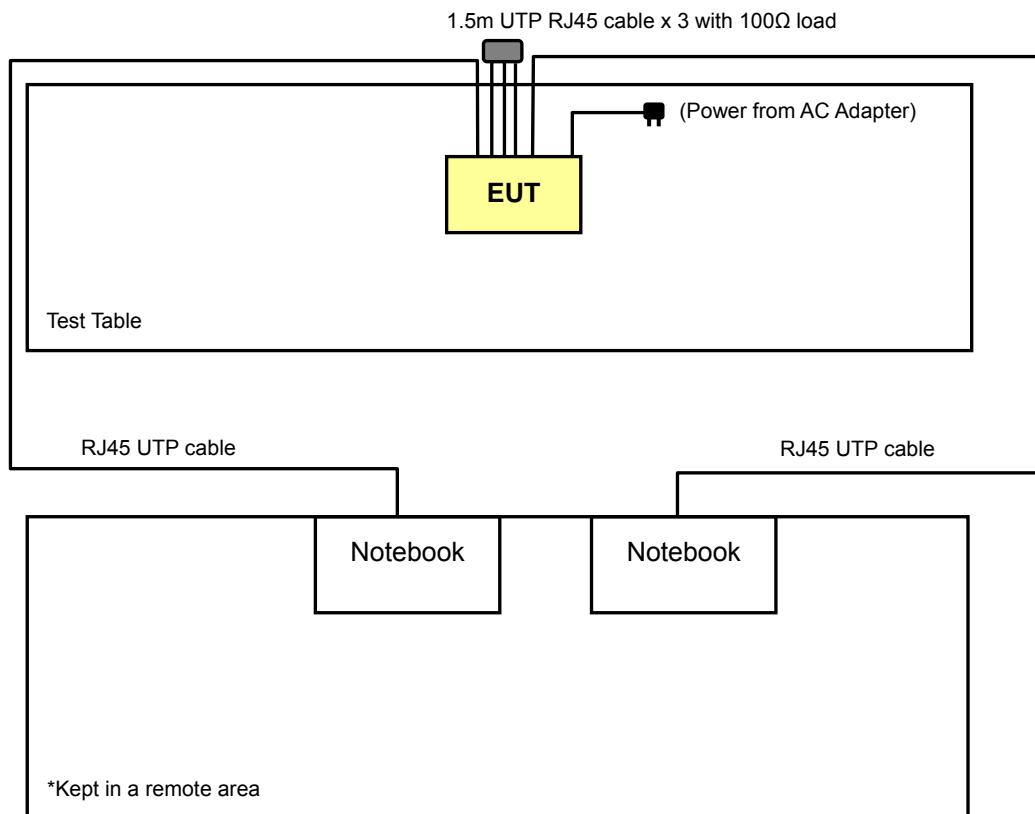 1.5m UTP RJ45 cable x 3 with 100Ω load
(Power from AC Adapter)
EUT
Test Table
RJ45 UTP cable
RJ45 UTP cable
Notebook
Notebook
*Kept in a remote area